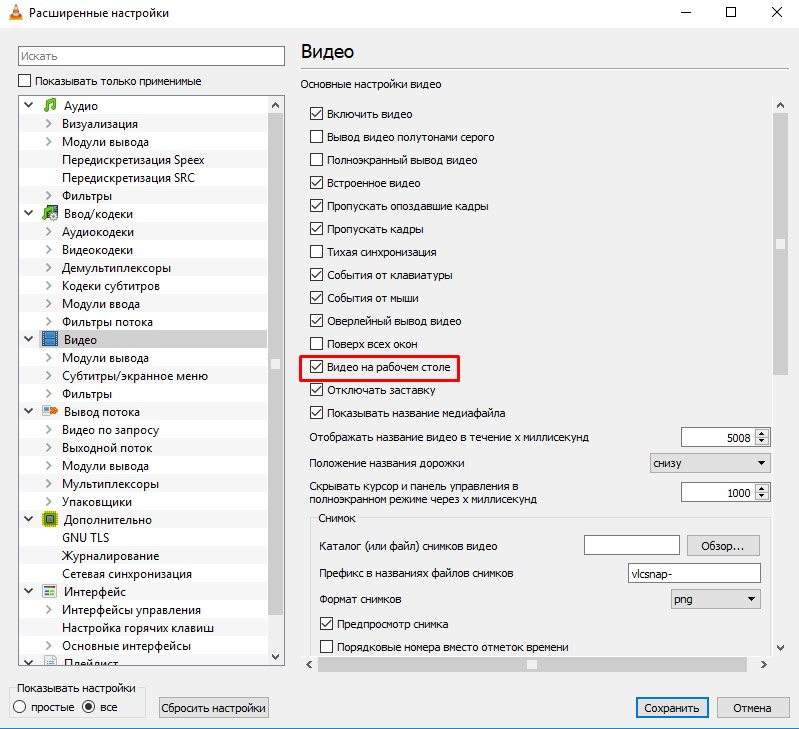 Расширенные настройки
Искать
Показывать только применимые
Аудио
Визуализация
Модули вывода
Передискретизация Speex
Передискретизация SRC
Фильтры
Ввод/кодеки
Аудиокодеки
Видеокодеки
Демультиплексоры
Кодеки субтитров
Модули ввода
Фильтры потока
Видео
Модули вывода
Субтитры/экранное меню
Фильтры
Вывод потока
Видео по запросу
Выходной поток
Модули вывода
Мультиплексоры
Упаковщики
Дополнительно
GNU TLS
Журналирование
Сетевая синхронизация
Интерфейс
Интерфейсы управления
Настройка горячих клавиш
Основные интерфейсы
Плейлист
Показывать настройки
простые
все
Сбросить настройки
Видео
Основные настройки видео
Включить видео
Вывод видео полутонами серого
Полноэкранный вывод видео
Встроенное видео
Пропускать опоздавшие кадры
Пропускать кадры
Тихая синхронизация
События от клавиатуры
События от мыши
Оверлейный вывод видео
Поверх всех окон
Видео на рабочем столе
Отключать заставку
Показывать название медиафайла
Отображать название видео в течение x миллисекунд 5008
Положение названия дорожки снизу
Скрывать курсор и панель управления в
полноэкранном режиме через x миллисекунд 1000
Снимок
Каталог (или файл) снимков видео Обзор...
Префикс в названиях файлов снимков vlcsnap-
Формат снимков png
Предпросмотр снимка
Порядковые номера вместо отметок времени
Сохранить Отмена